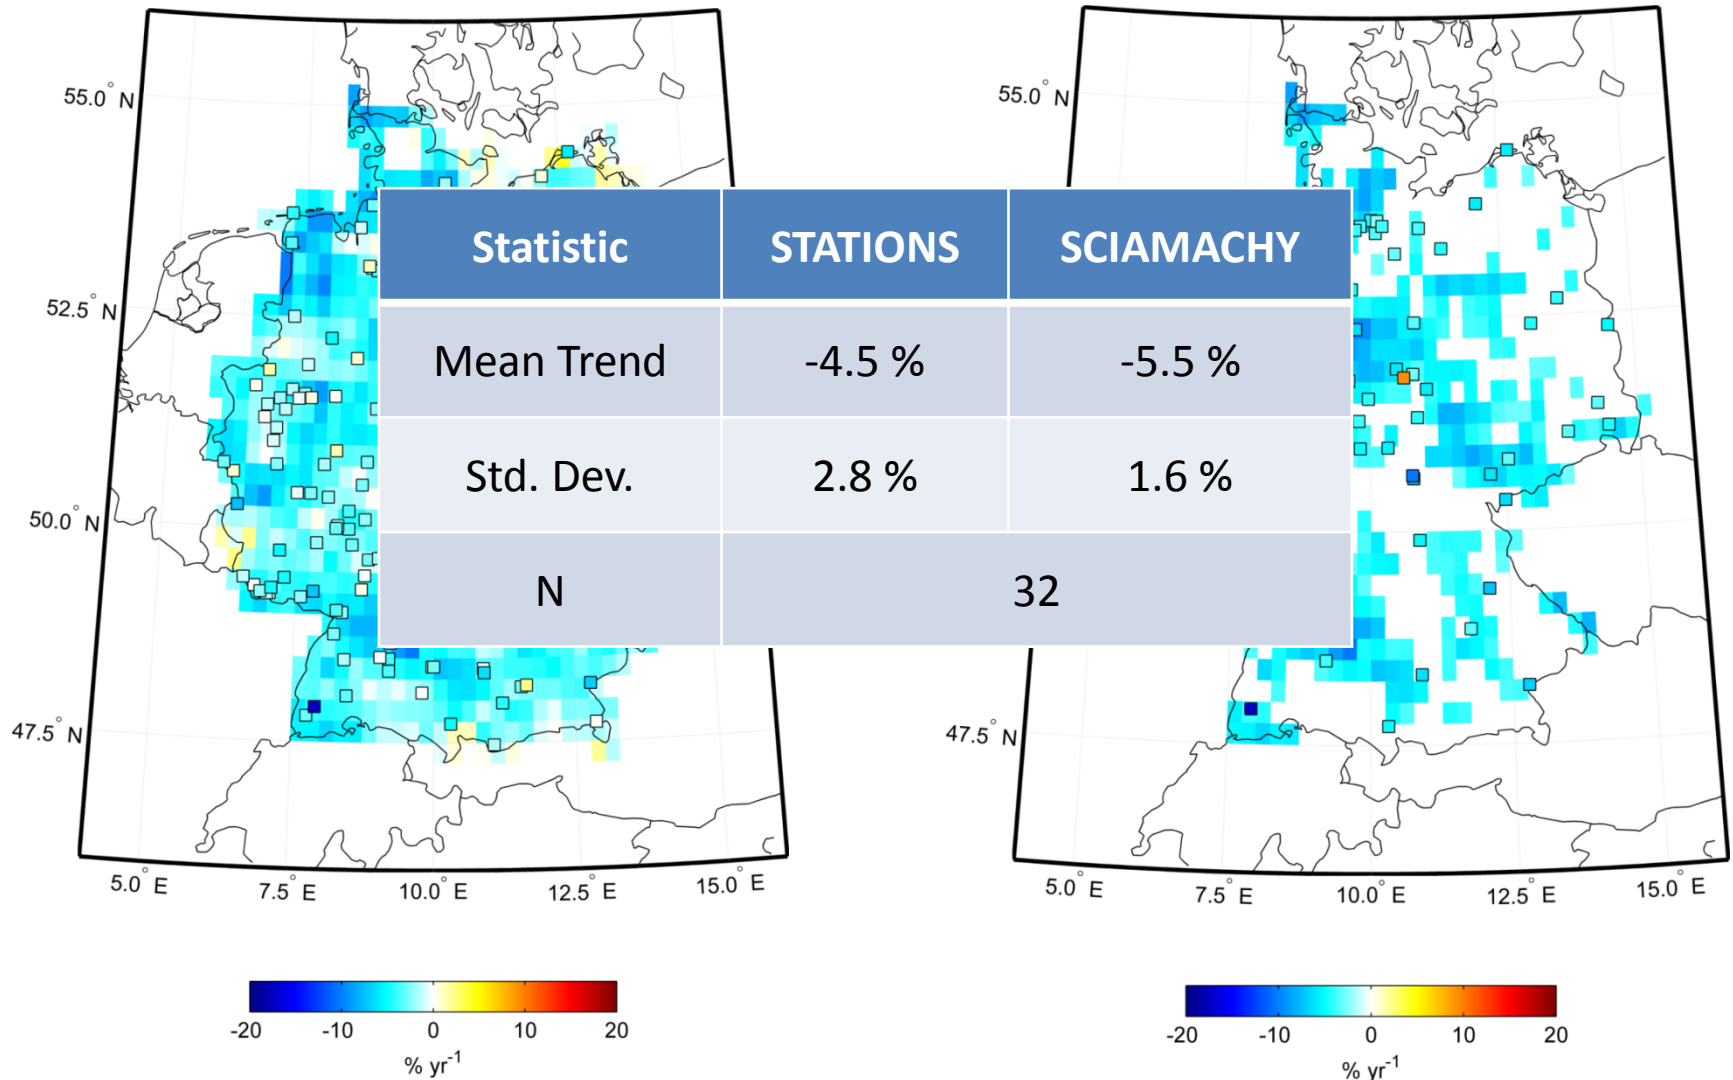 55.0° N
55.0° N
Statistic STATIONS SCIAMACHY
52.5° N
Mean Trend -4.5 % -5.5 %
Std. Dev. 2.8 % 1.6 %
50.0° N
N 32
47.5° N
47.5° N
5.0° E 7.5° E 10.0° E 12.5° E 15.0° E
5.0° E 7.5° E 10.0° E 12.5° E 15.0° E
-20 -10 0 10 20
% yr-1
-20 -10 0 10 20
% yr-1